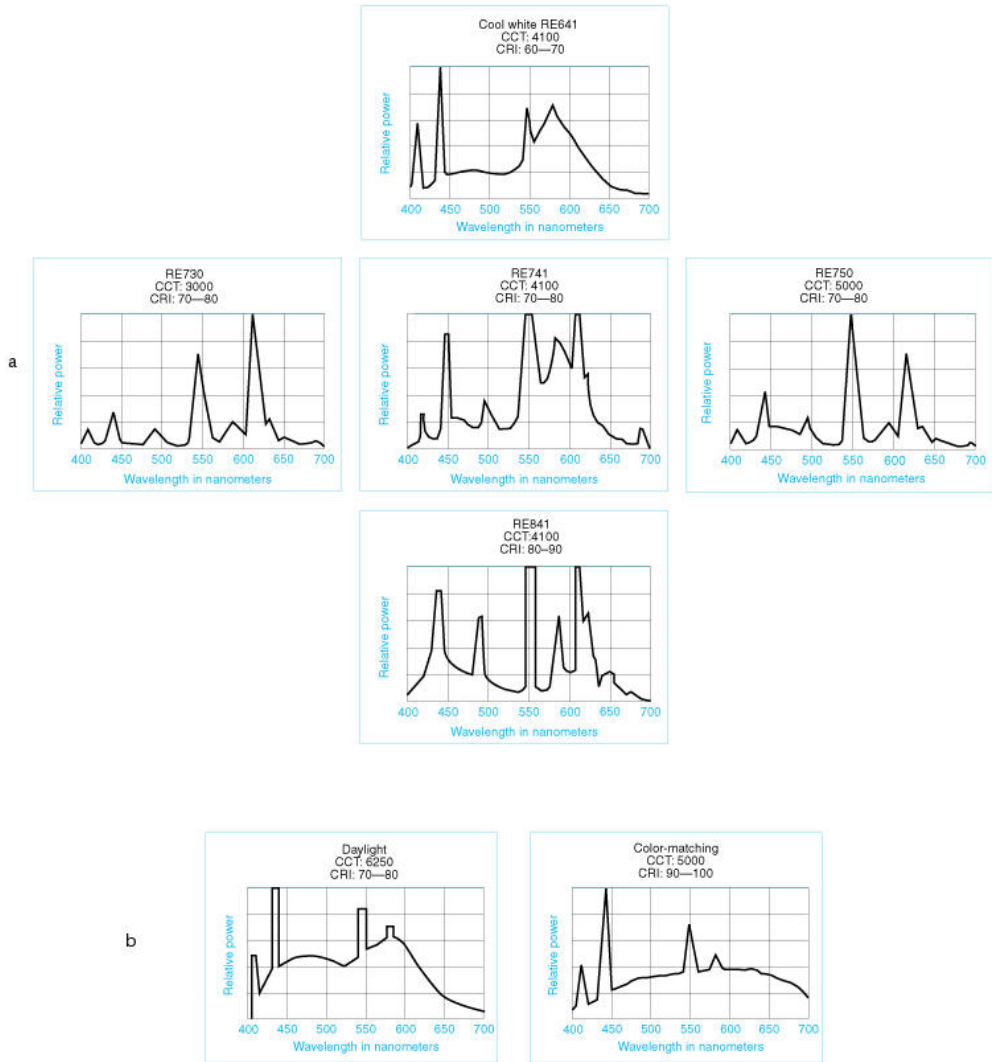 Cool white RE641
CCT: 4100
CRI: 60—70
Relative power
400 450 500 550 600 650 700
Wavelength in nanometers
a
RE730
CCT: 3000
CRI: 70—80
Relative power
400 450 500 550 600 650 700
Wavelength in nanometers
RE741
CCT: 4100
CRI: 70—80
Relative power
400 450 500 550 600 650 700
Wavelength in nanometers
RE750
CCT: 5000
CRI: 70—80
Relative power
400 450 500 550 600 650 700
Wavelength in nanometers
RE841
CCT:4100
CRI: 80–90
Relative power
400 450 500 550 600 650 700
Wavelength in nanometers
b
Daylight
CCT: 6250
CRI: 70—80
Relative power
400 450 500 550 600 650 700
Wavelength in nanometers
Color-matching
CCT: 5000
CRI: 90—100
Relative power
400 450 500 550 600 650 700
Wavelength in nanometers